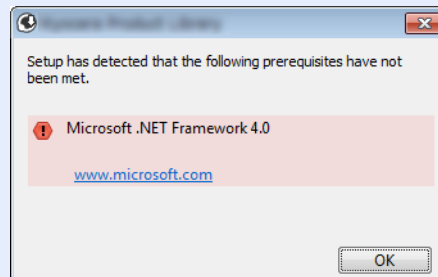 Setup has detected that the following prerequisites have not
been met.
Microsoft .NET Framework 4.0
www.microsoft.com
OK